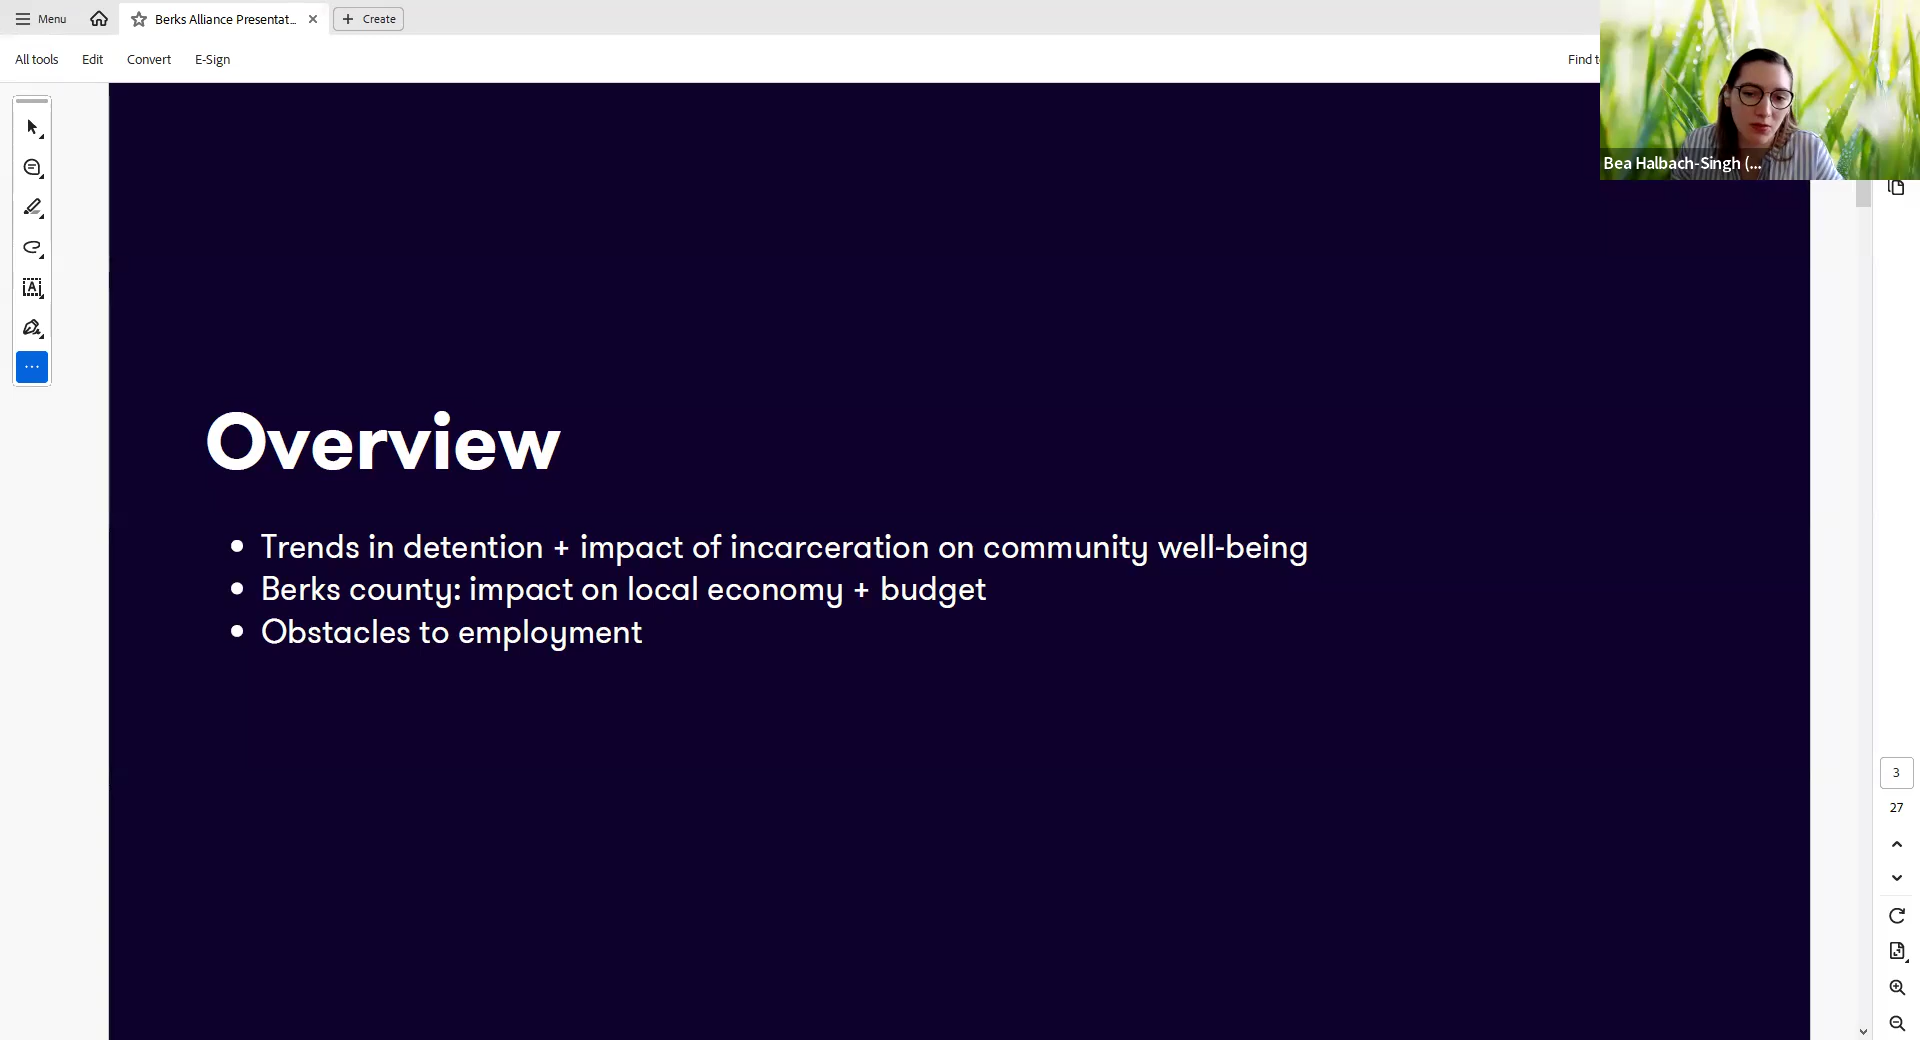 Menu
Berks Alliance Presentat...
Create
All tools
Edit
Convert
E-Sign
Find t
Bea Halbach-Singh (...
Overview
• Trends in detention + impact of incarceration on community well-being
• Berks county: impact on local economy + budget
• Obstacles to employment
3
27